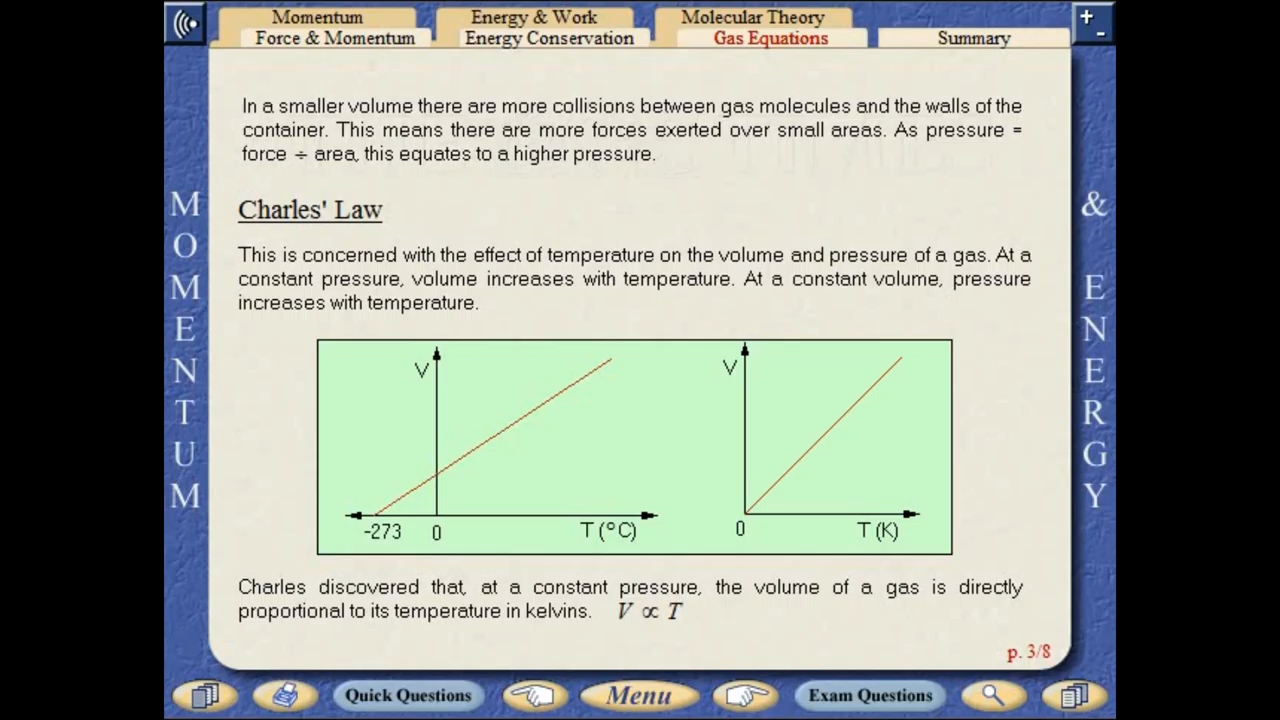 Momentum
Energy & Work
Molecular Theory
Force & Momentum
Energy Conservation
Gas Equations
Summary
+
-
MOMENTUM
& ENERGY
In a smaller volume there are more collisions between gas molecules and the walls of the
container. This means there are more forces exerted over small areas. As pressure =
force ÷ area, this equates to a higher pressure.
Charles' Law
This is concerned with the effect of temperature on the volume and pressure of a gas. At a
constant pressure, volume increases with temperature. At a constant volume, pressure
increases with temperature.
V
-273
0
T (°C)
V
0
T (K)
Charles discovered that, at a constant pressure, the volume of a gas is directly
proportional to its temperature in kelvins. V ∝ T
p. 3/8
Quick Questions
Menu
Exam Questions